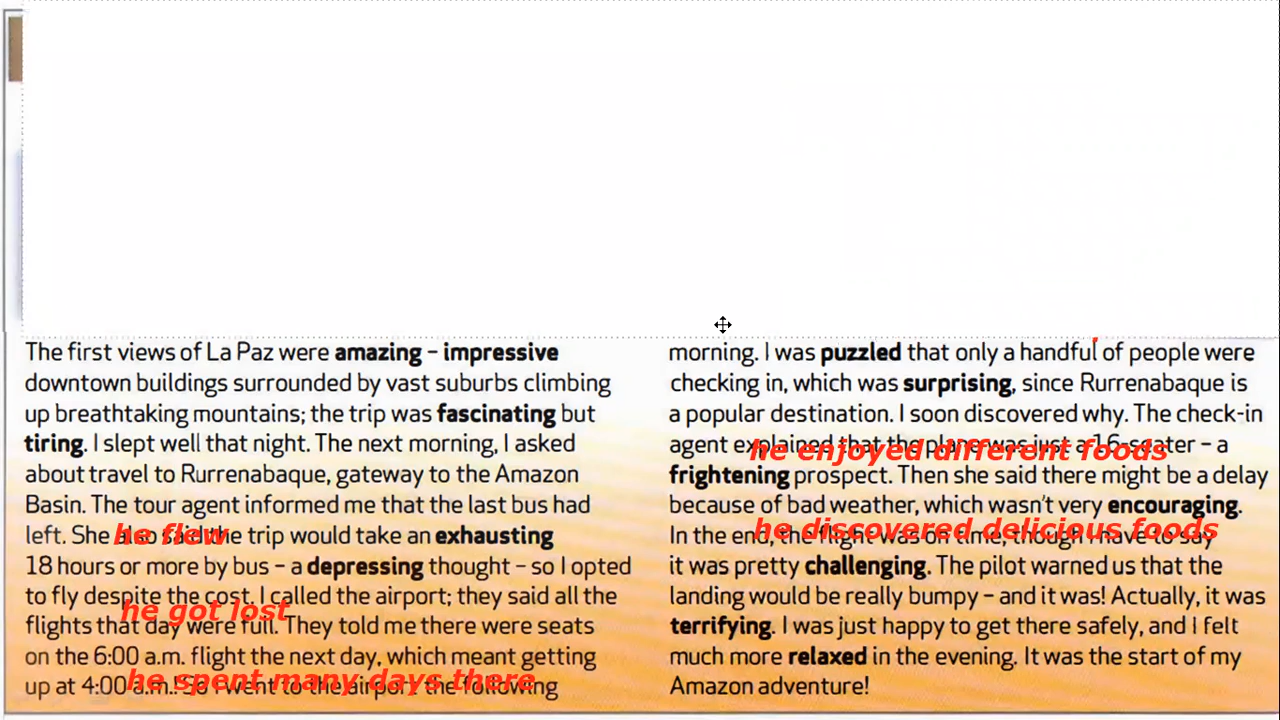 The first views of La Paz were amazing – impressive
downtown buildings surrounded by vast suburbs climbing
up breathtaking mountains; the trip was fascinating but
tiring. I slept well that night. The next morning, I asked
about travel to Rurrenabaque, gateway to the Amazon
Basin. The tour agent informed me that the last bus had
left. She also said the trip would take an exhausting
he flew
18 hours or more by bus – a depressing thought – so I opted
to fly despite the cost. I called the airport; they said all the
he got lost
flights that day were full. They told me there were seats
on the 6:00 a.m. flight the next day, which meant getting
up at 4:00 a.m.! So I went to the airport the following
he spent many days there
morning. I was puzzled that only a handful of people were
checking in, which was surprising, since Rurrenabaque is
a popular destination. I soon discovered why. The check-in
agent explained that the plane was just a 16-seater – a
he enjoyed different foods
frightening prospect. Then she said there might be a delay
because of bad weather, which wasn't very encouraging.
In the end, the flight was on time, though I have to say
he discovered delicious foods
it was pretty challenging. The pilot warned us that the
landing would be really bumpy – and it was! Actually, it was
terrifying. I was just happy to get there safely, and I felt
much more relaxed in the evening. It was the start of my
Amazon adventure!